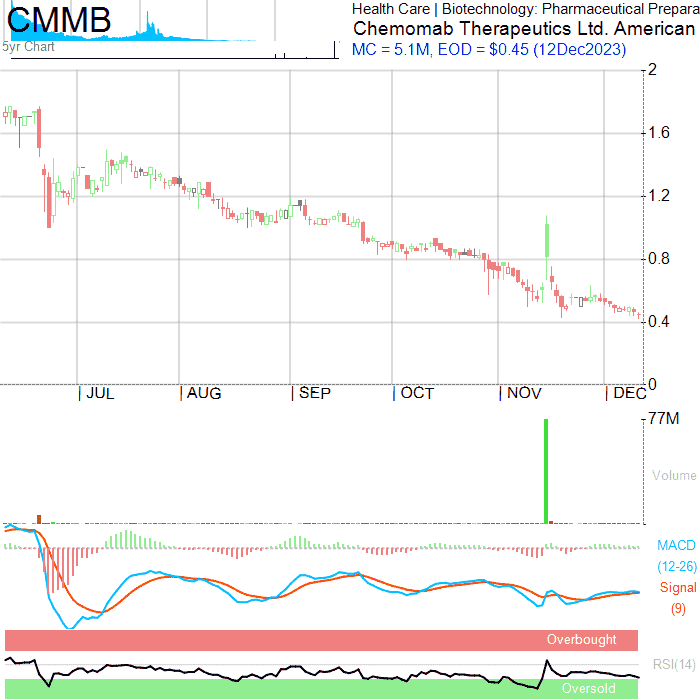 CMMB
5yr Chart
Health Care | Biotechnology: Pharmaceutical Prepara
Chemomab Therapeutics Ltd. American
MC = 5.1M, EOD = $0.45 (12Dec2023)
2
1.6
1.2
0.8
0.4
0
JUL
AUG
SEP
OCT
NOV
DEC
77M
Volume
MACD
(12-26)
Signal
(9)
Overbought
RSI(14)
Oversold